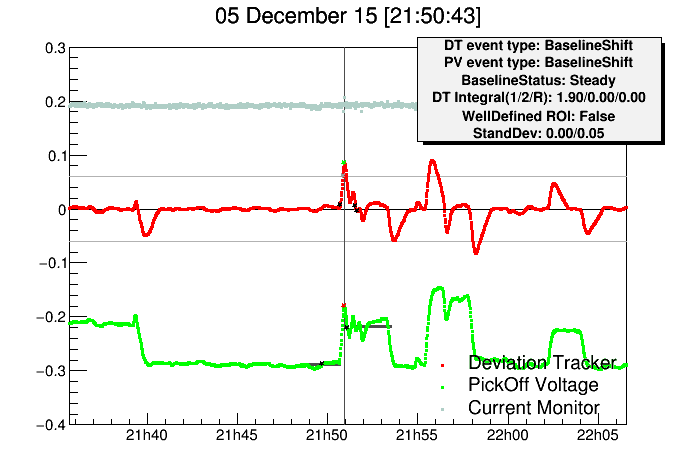 05 December 15 [21:50:43]
DT event type: BaselineShift
PV event type: BaselineShift
BaselineStatus: Steady
DT Integral(1/2/R): 1.90/0.00/0.00
WellDefined ROI: False
StandDev: 0.00/0.05
0.3
0.2
0.1
0
−0.1
−0.2
−0.3
−0.4
Deviation Tracker
PickOff Voltage
Current Monitor
21h40 21h45 21h50 21h55 22h00 22h05